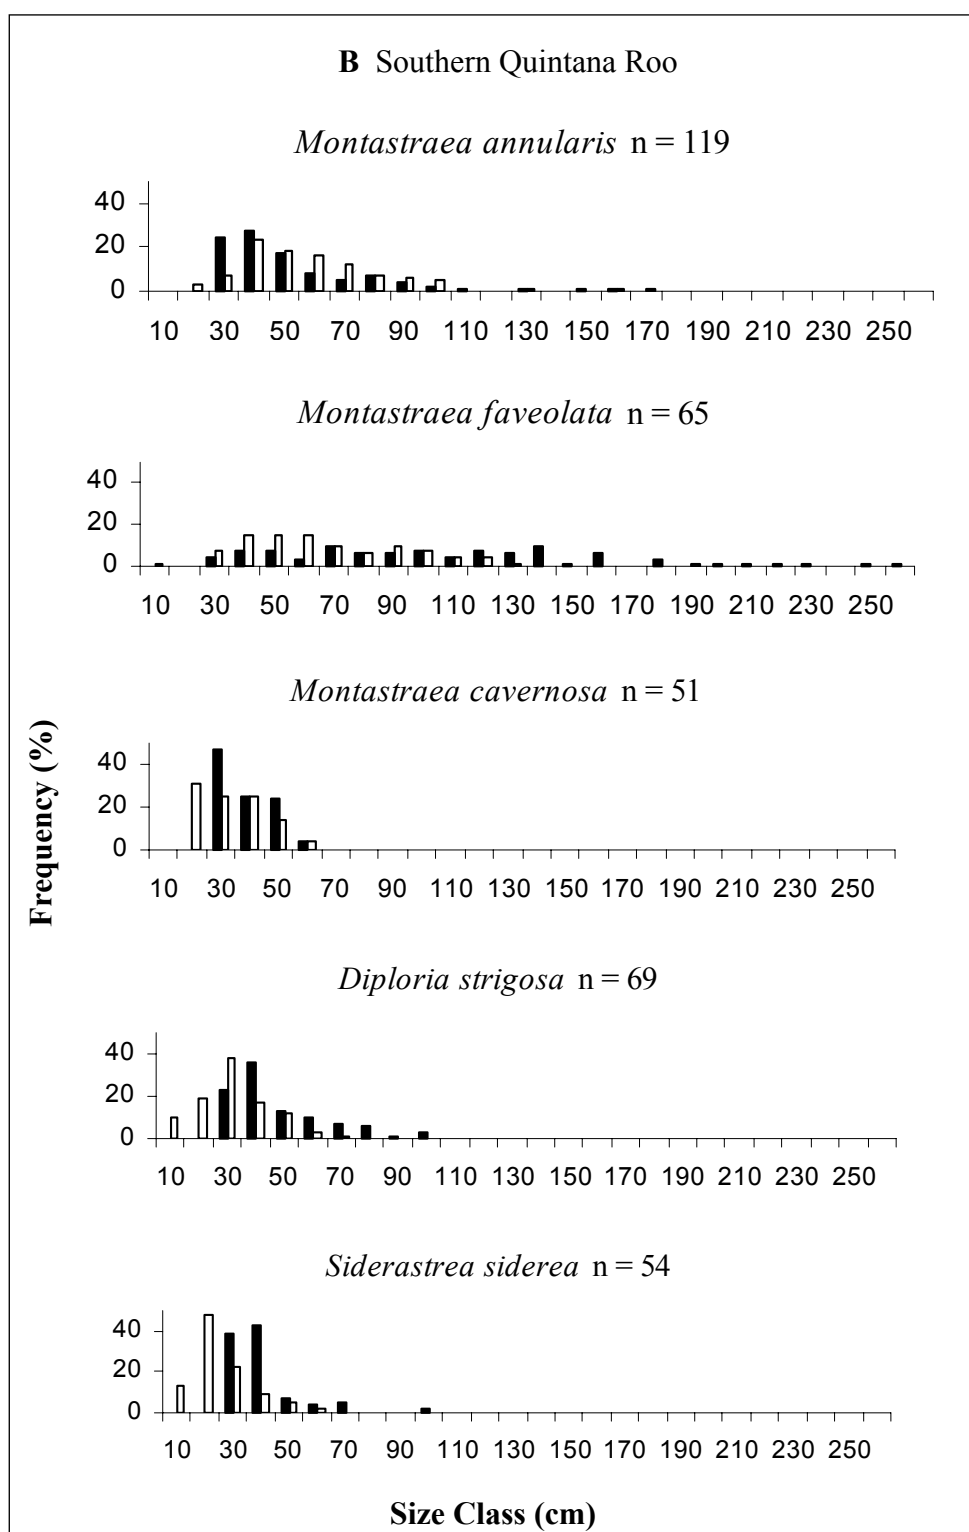 B Southern Quintana Roo
Montastraea annularis n = 119
40
20
0
10 30 50 70 90 110 130 150 170 190 210 230 250
Montastraea faveolata n = 65
40
20
0
10 30 50 70 90 110 130 150 170 190 210 230 250
Montastraea cavernosa n = 51
40
20
0
10 30 50 70 90 110 130 150 170 190 210 230 250
Frequency (%)
Diploria strigosa n = 69
40
20
0
10 30 50 70 90 110 130 150 170 190 210 230 250
Siderastrea siderea n = 54
40
20
0
10 30 50 70 90 110 130 150 170 190 210 230 250
Size Class (cm)